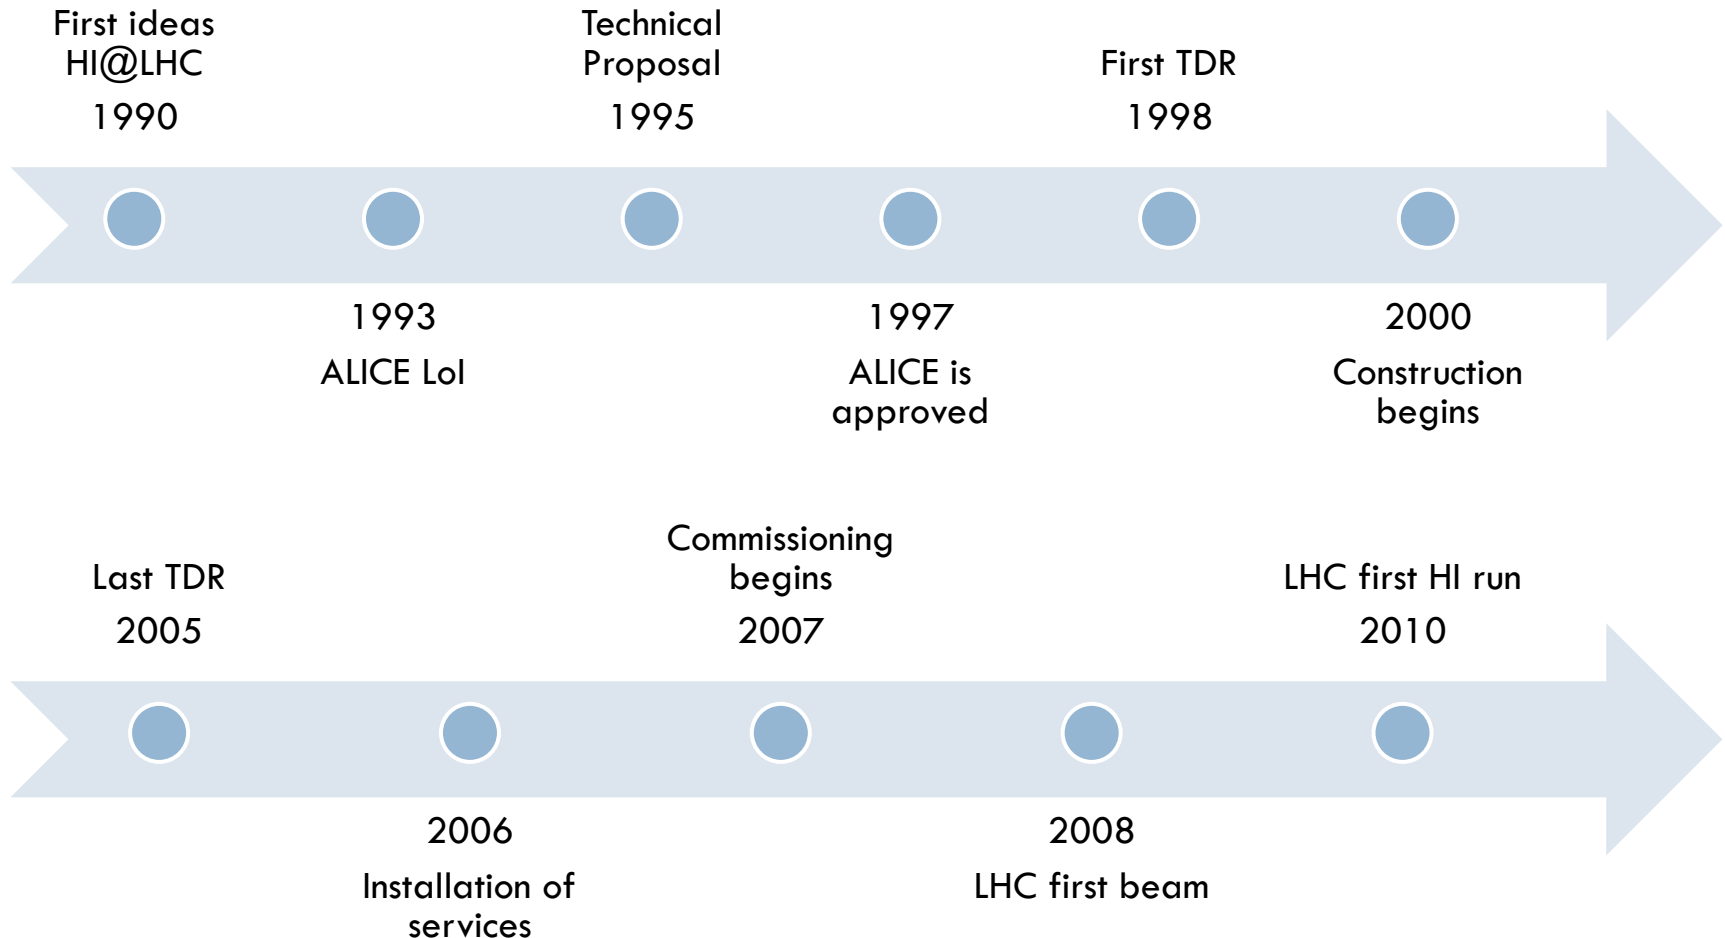 First ideas
HI@LHC
1990
Technical
Proposal
1995
First TDR
1998
1993
ALICE LoI
1997
ALICE is
approved
2000
Construction
begins
Last TDR
2005
Commissioning
begins
2007
LHC first HI run
2010
2006
Installation of
services
2008
LHC first beam